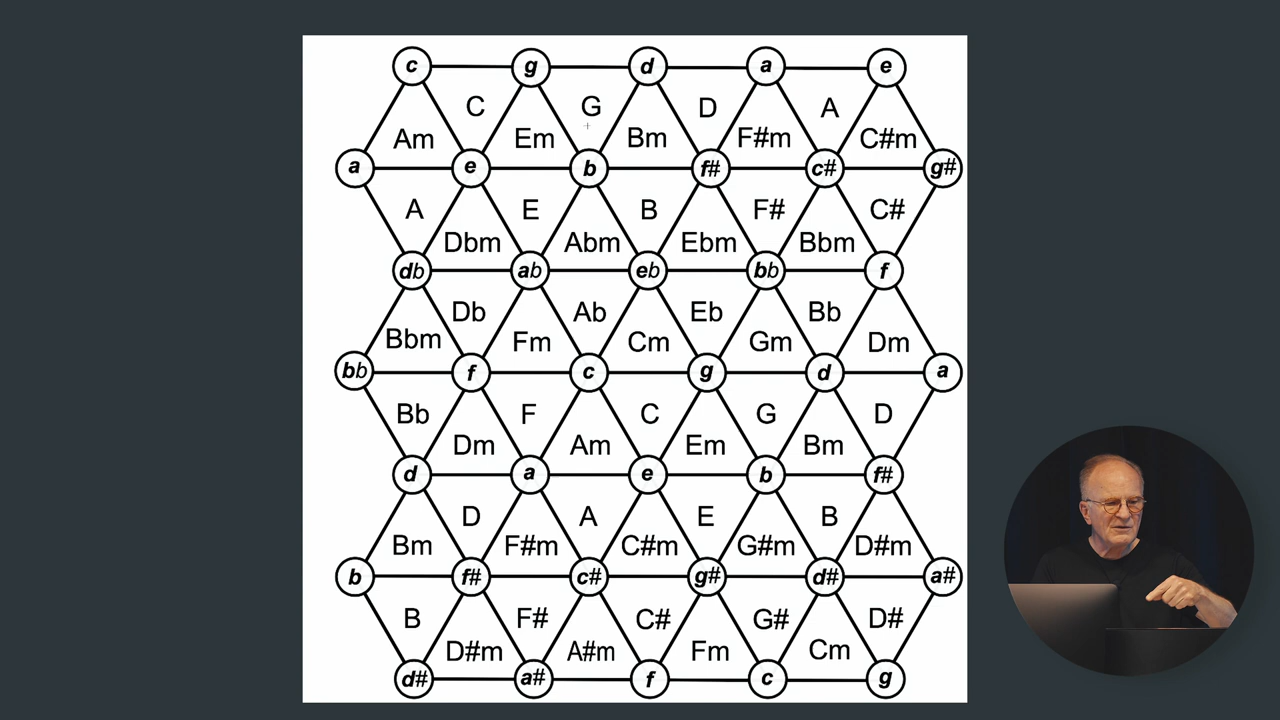 c g d a e
C G D A
Am Em Bm F#m C#m
a e b f# c# g#
A E B F# C#
Dbm Abm Ebm Bbm
db ab eb bb f
Db Ab Eb Bb
Bbm Fm Cm Gm Dm
bb f c g d a
Bb F C G D
Dm Am Em Bm
d a e b f#
D A E B
Bm F#m C#m G#m D#m
b f# c# g# d# a#
B F# C# G# D#
D#m A#m Fm Cm
d# a# f c g